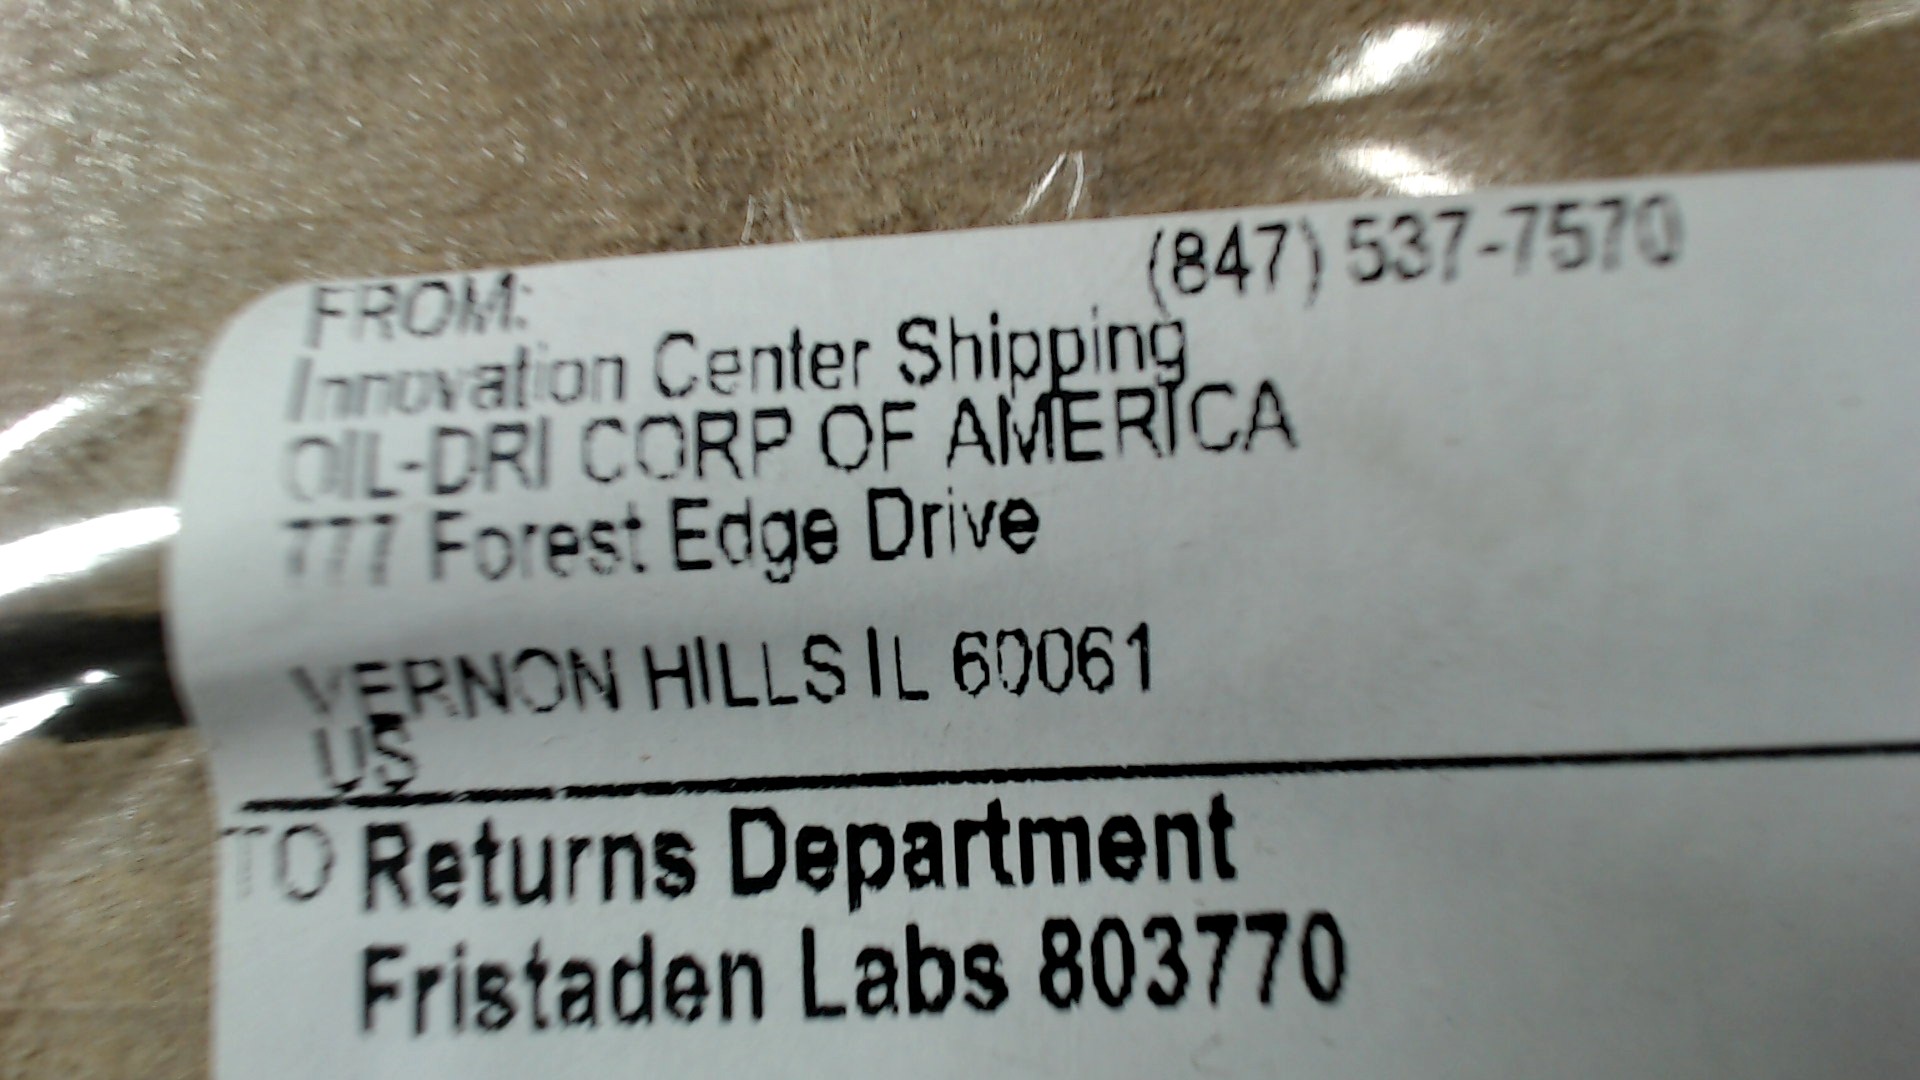 FROM: (847) 537-7570
Innovation Center Shipping
OIL-DRI CORP OF AMERICA
777 Forest Edge Drive
VERNON HILLS IL 60061
US
TO Returns Department
Fristaden Labs 803770